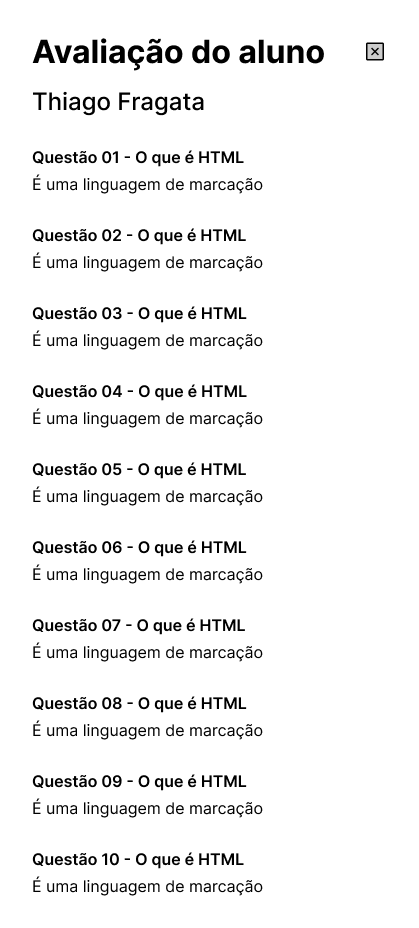 Avaliação do aluno
Thiago Fragata
Questão 01 - O que é HTML
É uma linguagem de marcação
Questão 02 - O que é HTML
É uma linguagem de marcação
Questão 03 - O que é HTML
É uma linguagem de marcação
Questão 04 - O que é HTML
É uma linguagem de marcação
Questão 05 - O que é HTML
É uma linguagem de marcação
Questão 06 - O que é HTML
É uma linguagem de marcação
Questão 07 - O que é HTML
É uma linguagem de marcação
Questão 08 - O que é HTML
É uma linguagem de marcação
Questão 09 - O que é HTML
É uma linguagem de marcação
Questão 10 - O que é HTML
É uma linguagem de marcação